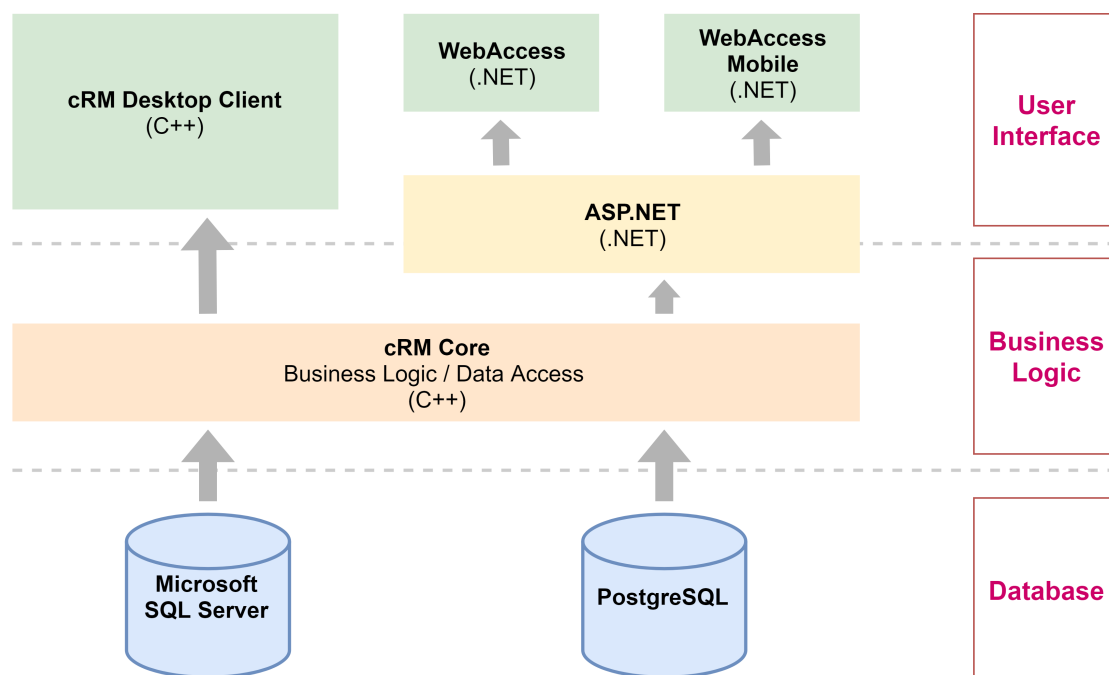 cRM Desktop Client
(C++)
WebAccess
(.NET)
WebAccess
Mobile
(.NET)
User
Interface
ASP.NET
(.NET)
cRM Core
Business Logic / Data Access
(C++)
Business
Logic
Microsoft
SQL Server
PostgreSQL
Database